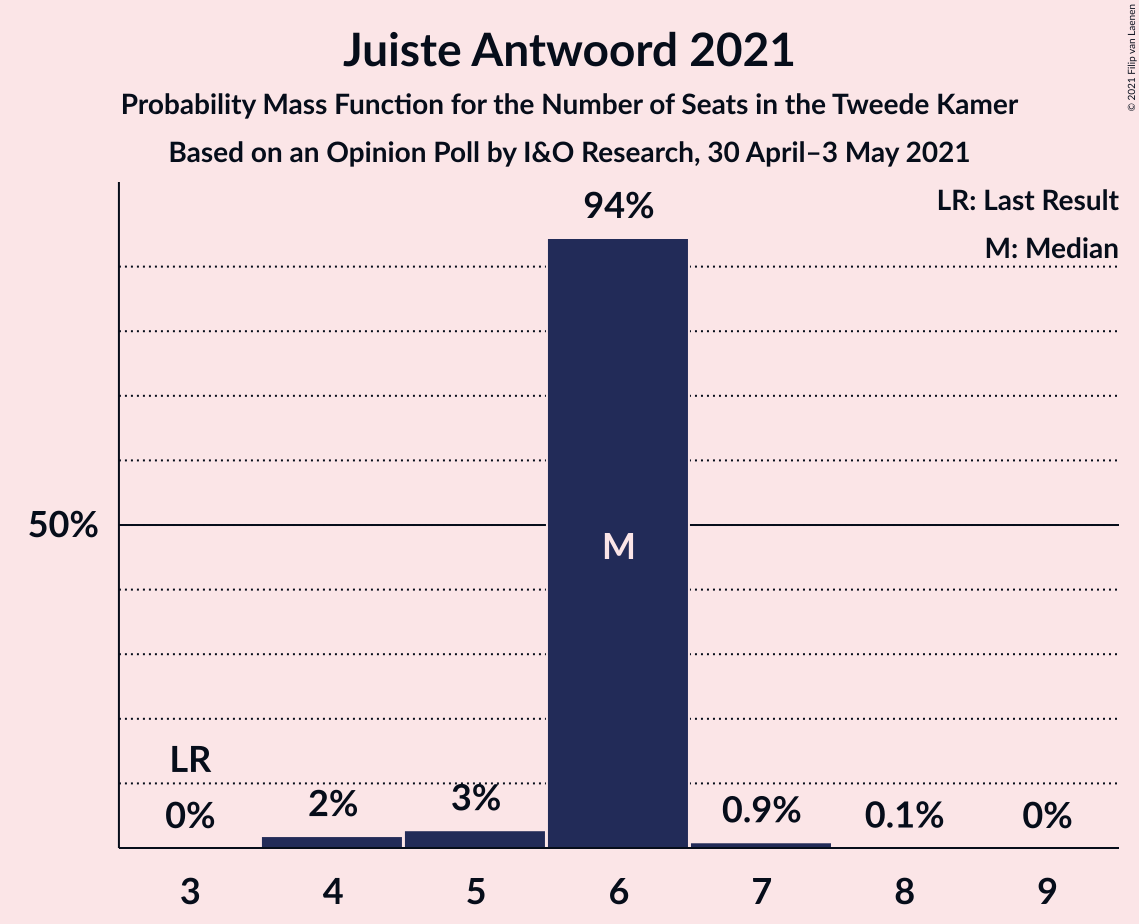 Juiste Antwoord 2021
Probability Mass Function for the Number of Seats in the Tweede Kamer
Based on an Opinion Poll by I&O Research, 30 April–3 May 2021
© 2021 Filip van Laenen
LR: Last Result
M: Median
94%
50%
M
LR
0%
2%
3%
0.9%
0.1%
0%
3
4
5
6
7
8
9